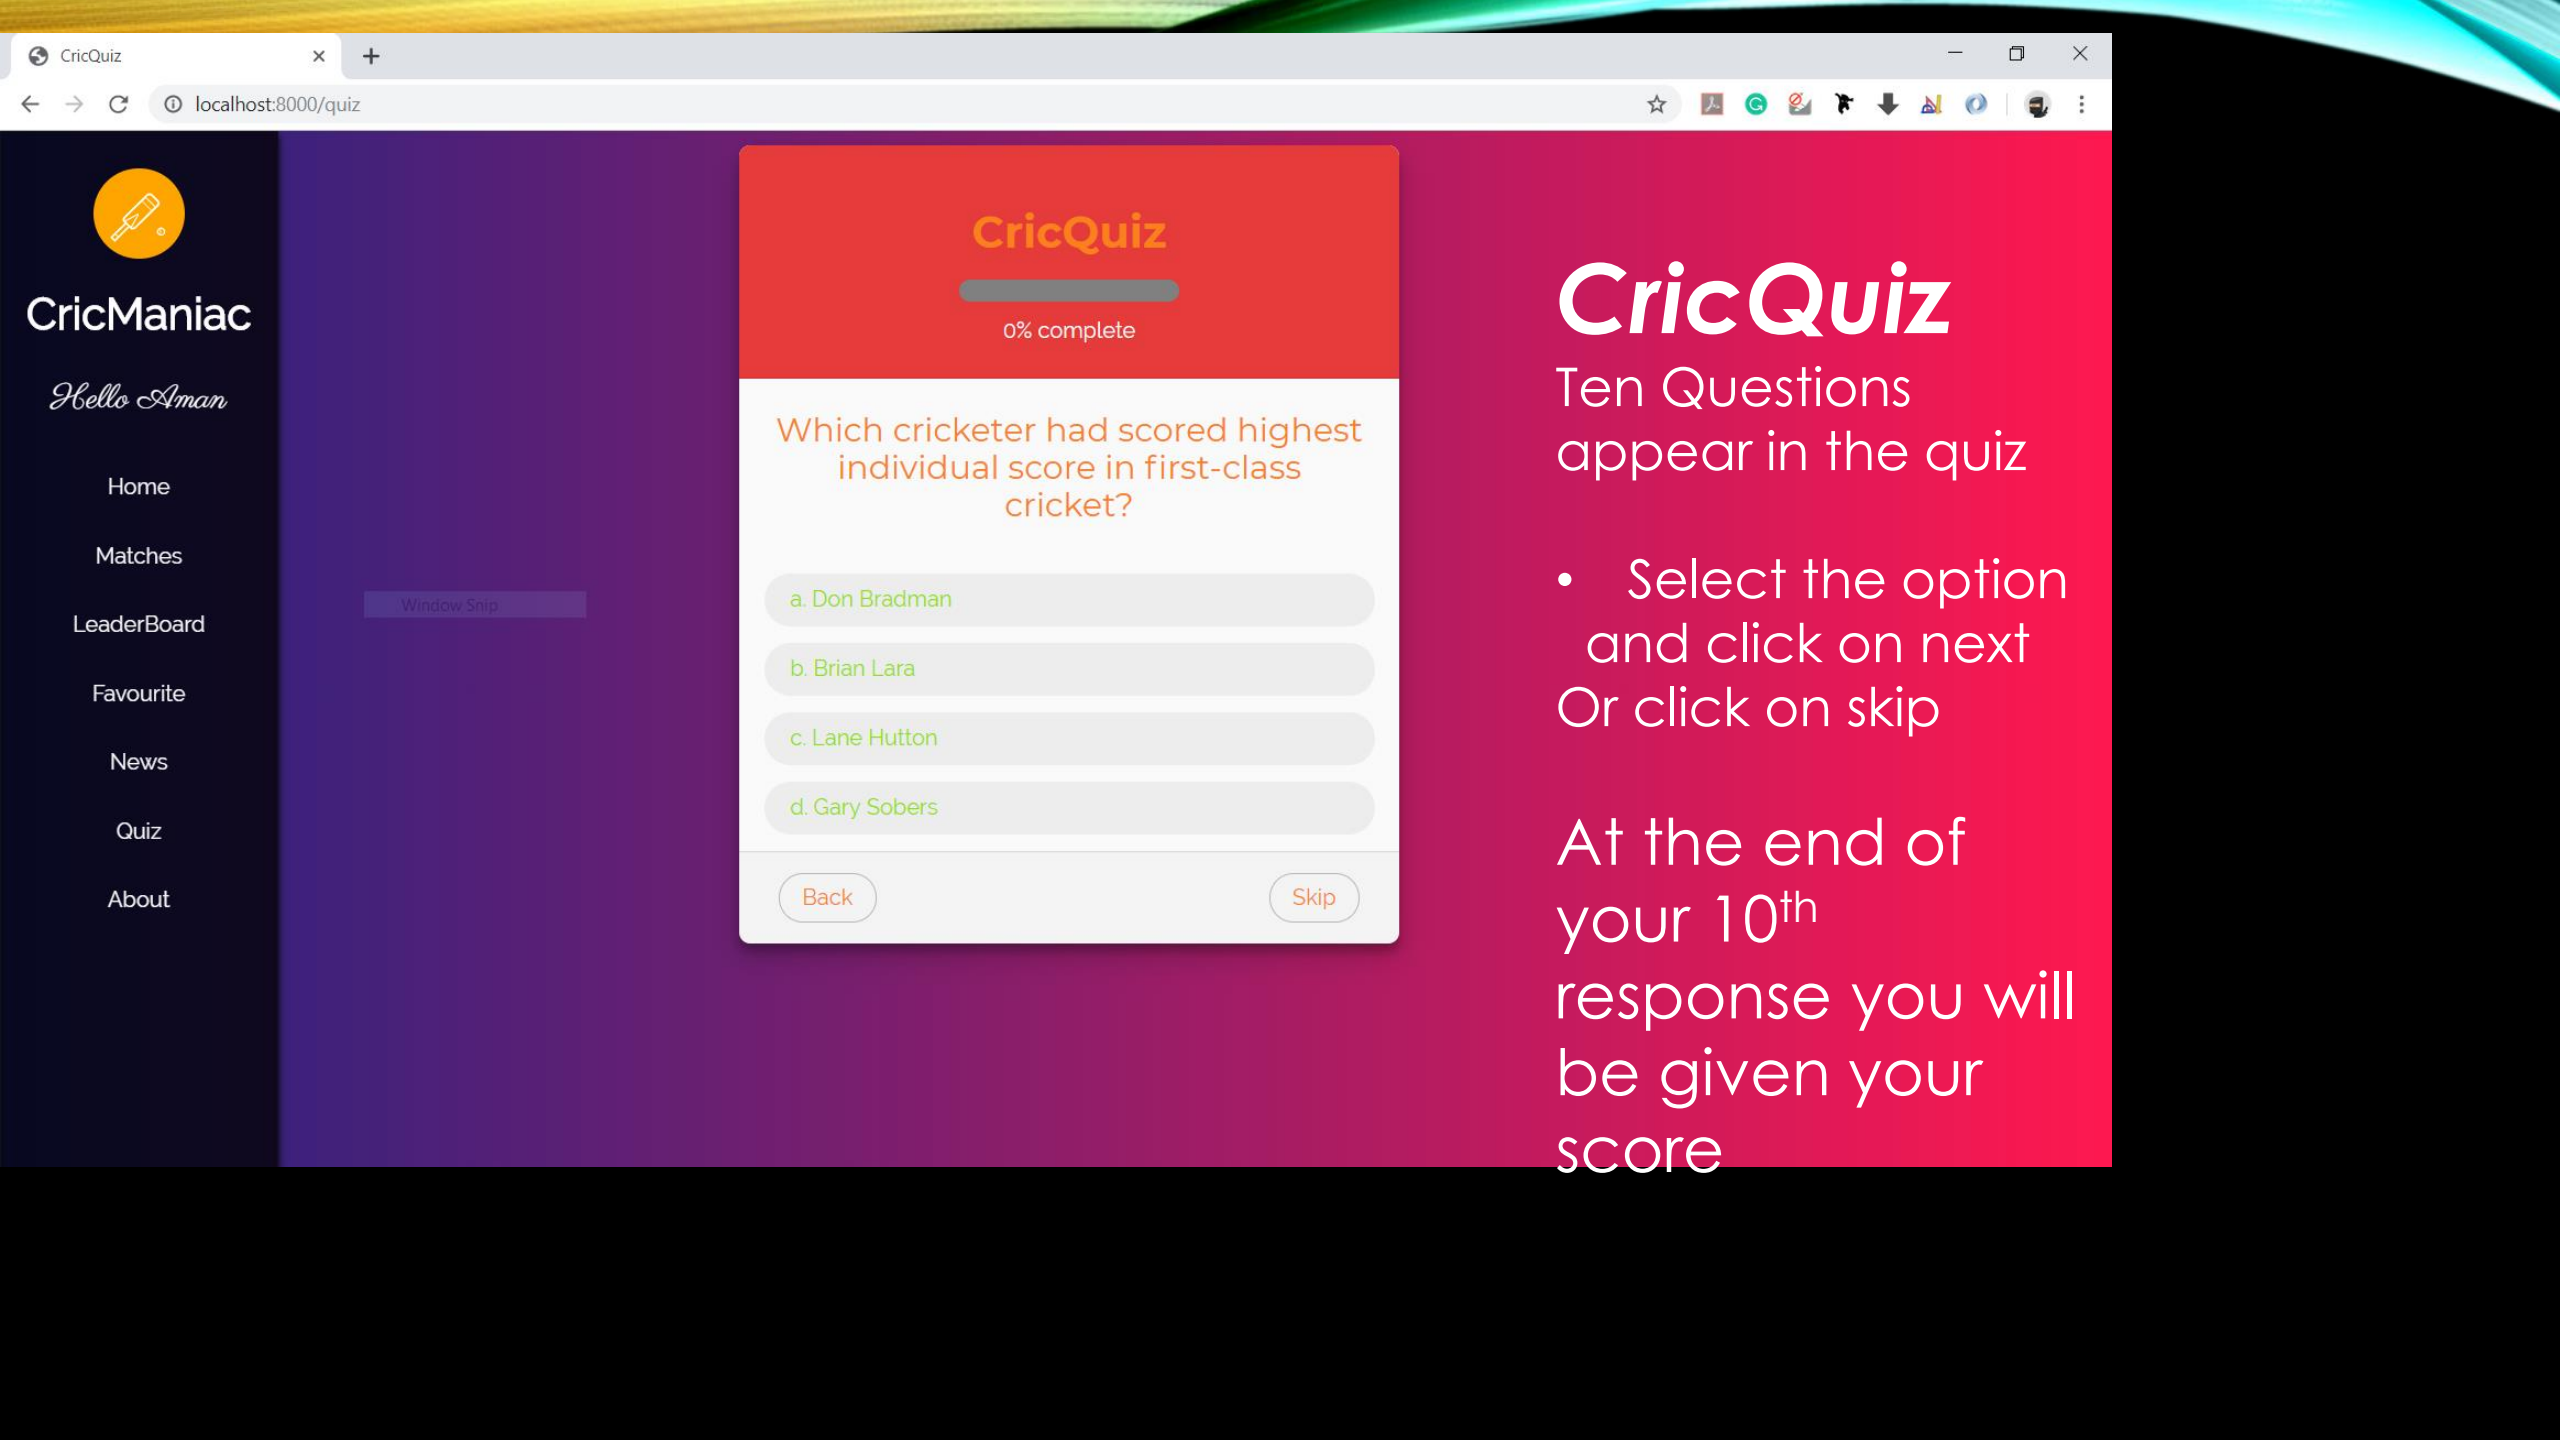 CricQuiz
localhost:8000/quiz
CricManiac
Hello Aman
Home
Matches
LeaderBoard
Favourite
News
Quiz
About
Window Snip
CricQuiz
0% complete
Which cricketer had scored highest
individual score in first-class
cricket?
a. Don Bradman
b. Brian Lara
c. Lane Hutton
d. Gary Sobers
Back
Skip
CricQuiz
Ten Questions
appear in the quiz
• Select the option
and click on next
Or click on skip
At the end of
your 10th
response you will
be given your
score